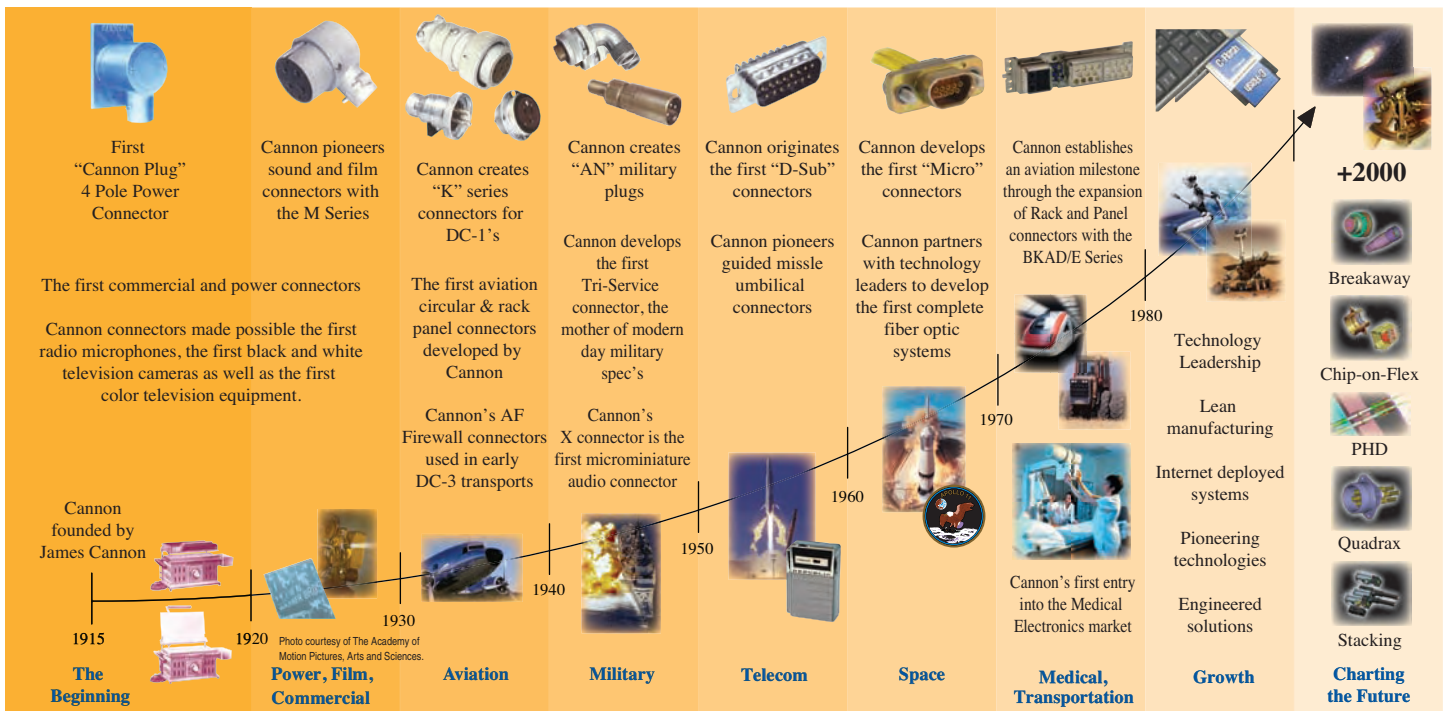 First
“Cannon Plug”
4 Pole Power
Connector
Cannon pioneers
sound and film
connectors with
the M Series
The first commercial and power connectors
Cannon connectors made possible the first
radio microphones, the first black and white
television cameras as well as the first
color television equipment.
Cannon
founded by
James Cannon
1915
The
Beginning
1920
Photo courtesy of The Academy of
Motion Pictures, Arts and Sciences.
Power, Film,
Commercial
Cannon creates
“K” series
connectors for
DC-1’s
The first aviation
circular & rack
panel connectors
developed by
Cannon
Cannon’s AF
Firewall connectors
used in early
DC-3 transports
1930
Aviation
Cannon creates
“AN” military
plugs
Cannon develops
the first
Tri-Service
connector, the
mother of modern
day military
spec’s
Cannon’s
X connector is the
first microminiature
audio connector
1940
Military
Cannon originates
the first “D-Sub”
connectors
Cannon pioneers
guided missle
umbilical
connectors
1950
Telecom
Cannon develops
the first “Micro”
connectors
Cannon partners
with technology
leaders to develop
the first complete
fiber optic
systems
1960
APOLLO 11
Space
Cannon establishes
an aviation milestone
through the expansion
of Rack and Panel
connectors with the
BKAD/E Series
1970
Cannon’s first entry
into the Medical
Electronics market
Medical,
Transportation
1980
Technology
Leadership
Lean
manufacturing
Internet deployed
systems
Pioneering
technologies
Engineered
solutions
Growth
+2000
Breakaway
Chip-on-Flex
PHD
Quadrax
Stacking
Charting
the Future